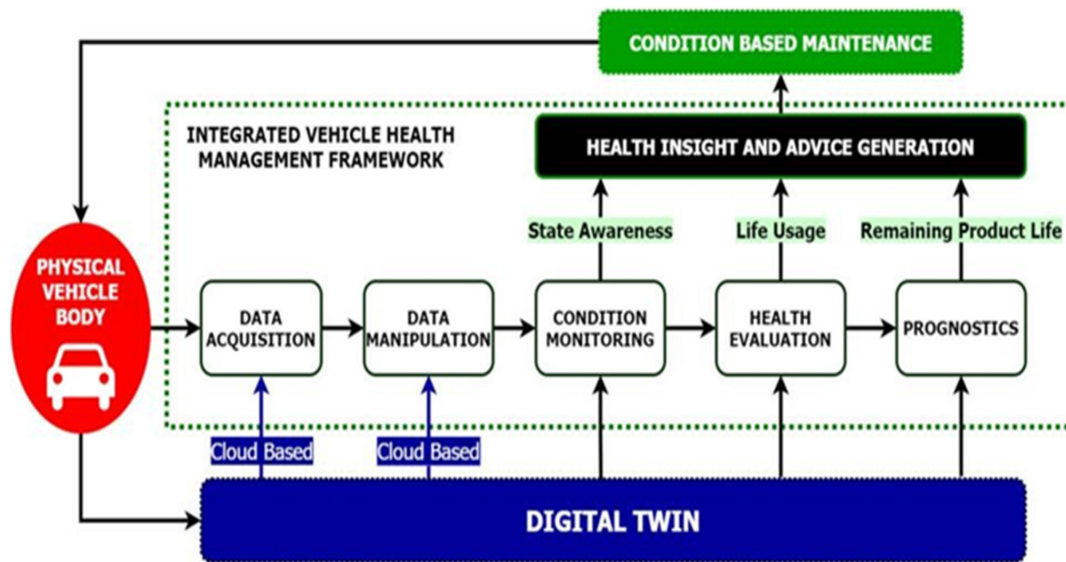 CONDITION BASED MAINTENANCE
INTEGRATED VEHICLE HEALTH
MANAGEMENT FRAMEWORK
HEALTH INSIGHT AND ADVICE GENERATION
State Awareness
Life Usage
Remaining Product Life
PHYSICAL
VEHICLE
BODY
DATA
ACQUISITION
DATA
MANIPULATION
CONDITION
MONITORING
HEALTH
EVALUATION
PROGNOSTICS
Cloud Based
Cloud Based
DIGITAL TWIN